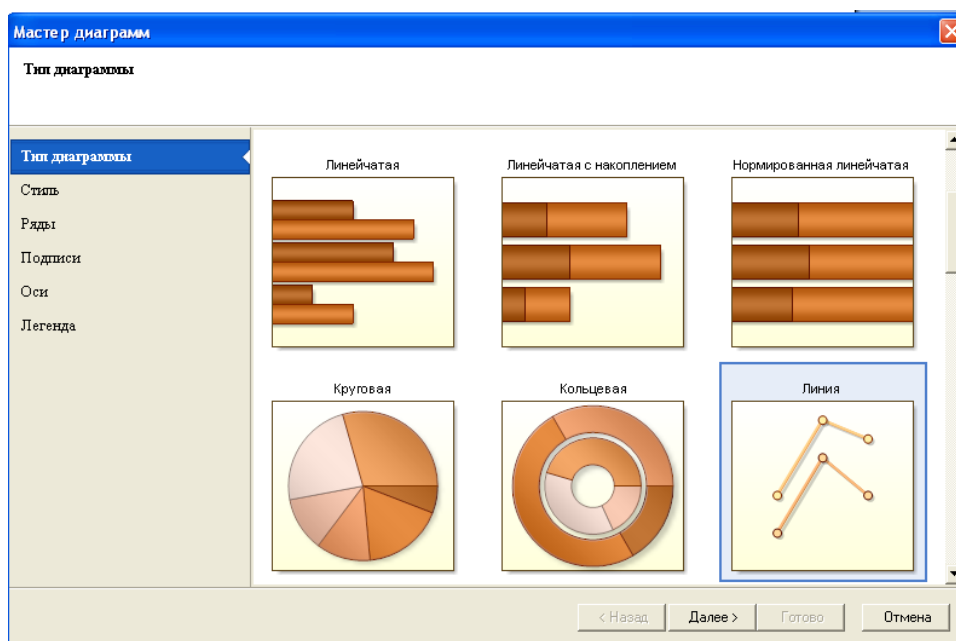 Мастер диаграмм
Тип диаграммы
Тип диаграммы
Стиль
Ряды
Подписи
Оси
Легенда
Линейчатая
Линейчатая с накоплением
Нормированная линейчатая
Круговая
Кольцевая
Линия
< Назад
Далее >
Готово
Отмена